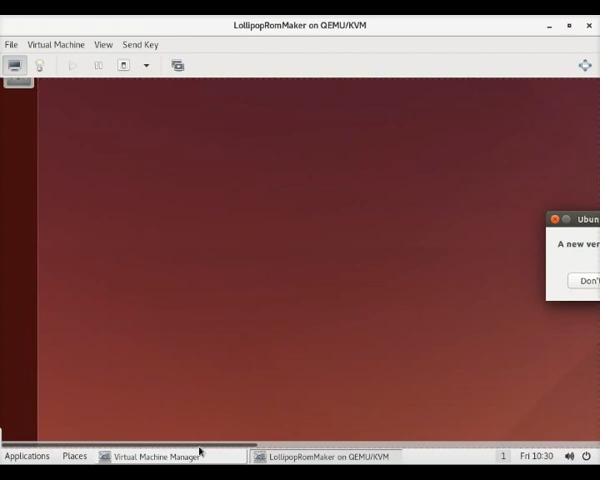 LollipopRomMaker on QEMU/KVM
File Virtual Machine View Send Key
Ubun
A new ver
Don't
Applications Places Virtual Machine Manager LollipopRomMaker on QEMU/KVM 1 Fri 10:30